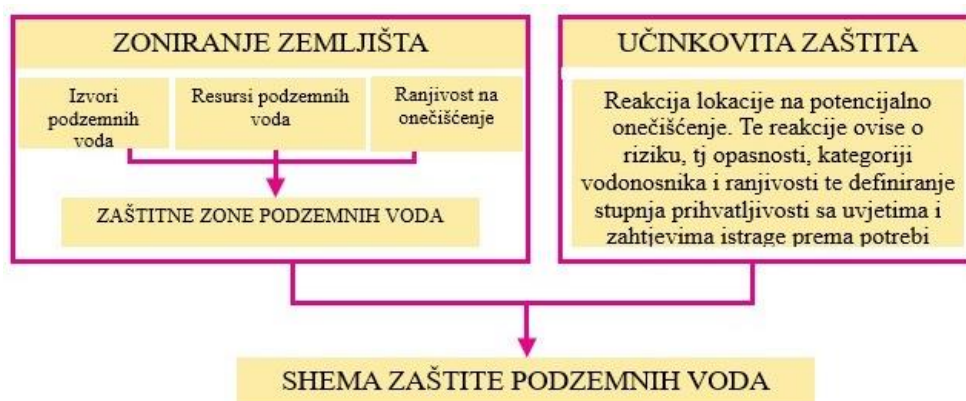 ZONIRANJE ZEMLJIŠTA
Izvori
podzemnih
voda
Resursi podzemnih
voda
Ranjivost na
onečišćenje
ZAŠTITNE ZONE PODZEMNIH VODA
UČINKOVITA ZAŠTITA
Reakcija lokacije na potencijalno
onečišćenje. Te reakcije ovise o
riziku, tj opasnosti, kategoriji
vodonosnika i ranjivosti te definiranje
stupnja prihvatljivosti sa uvjetima i
zahtjevima istrage prema potrebi
SHEMA ZAŠTITE PODZEMNIH VODA